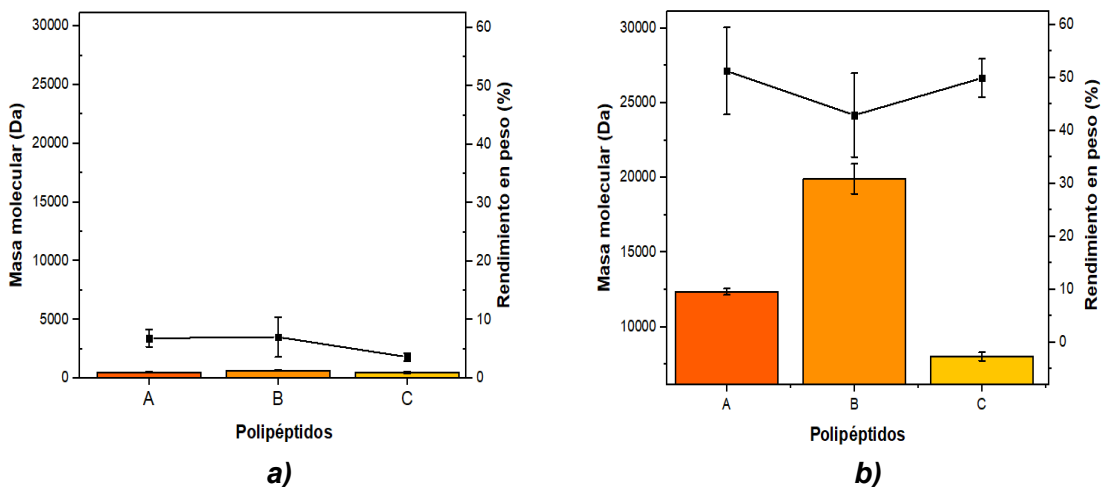 Masa molecular (Da)
30000
25000
20000
15000
10000
5000
0
60
50
40
30
20
10
0
Rendimiento en peso (%)
A B C
Polipéptidos
a)
Masa molecular (Da)
30000
25000
20000
15000
10000
60
50
40
30
20
10
0
Rendimiento en peso (%)
A B C
Polipéptidos
b)